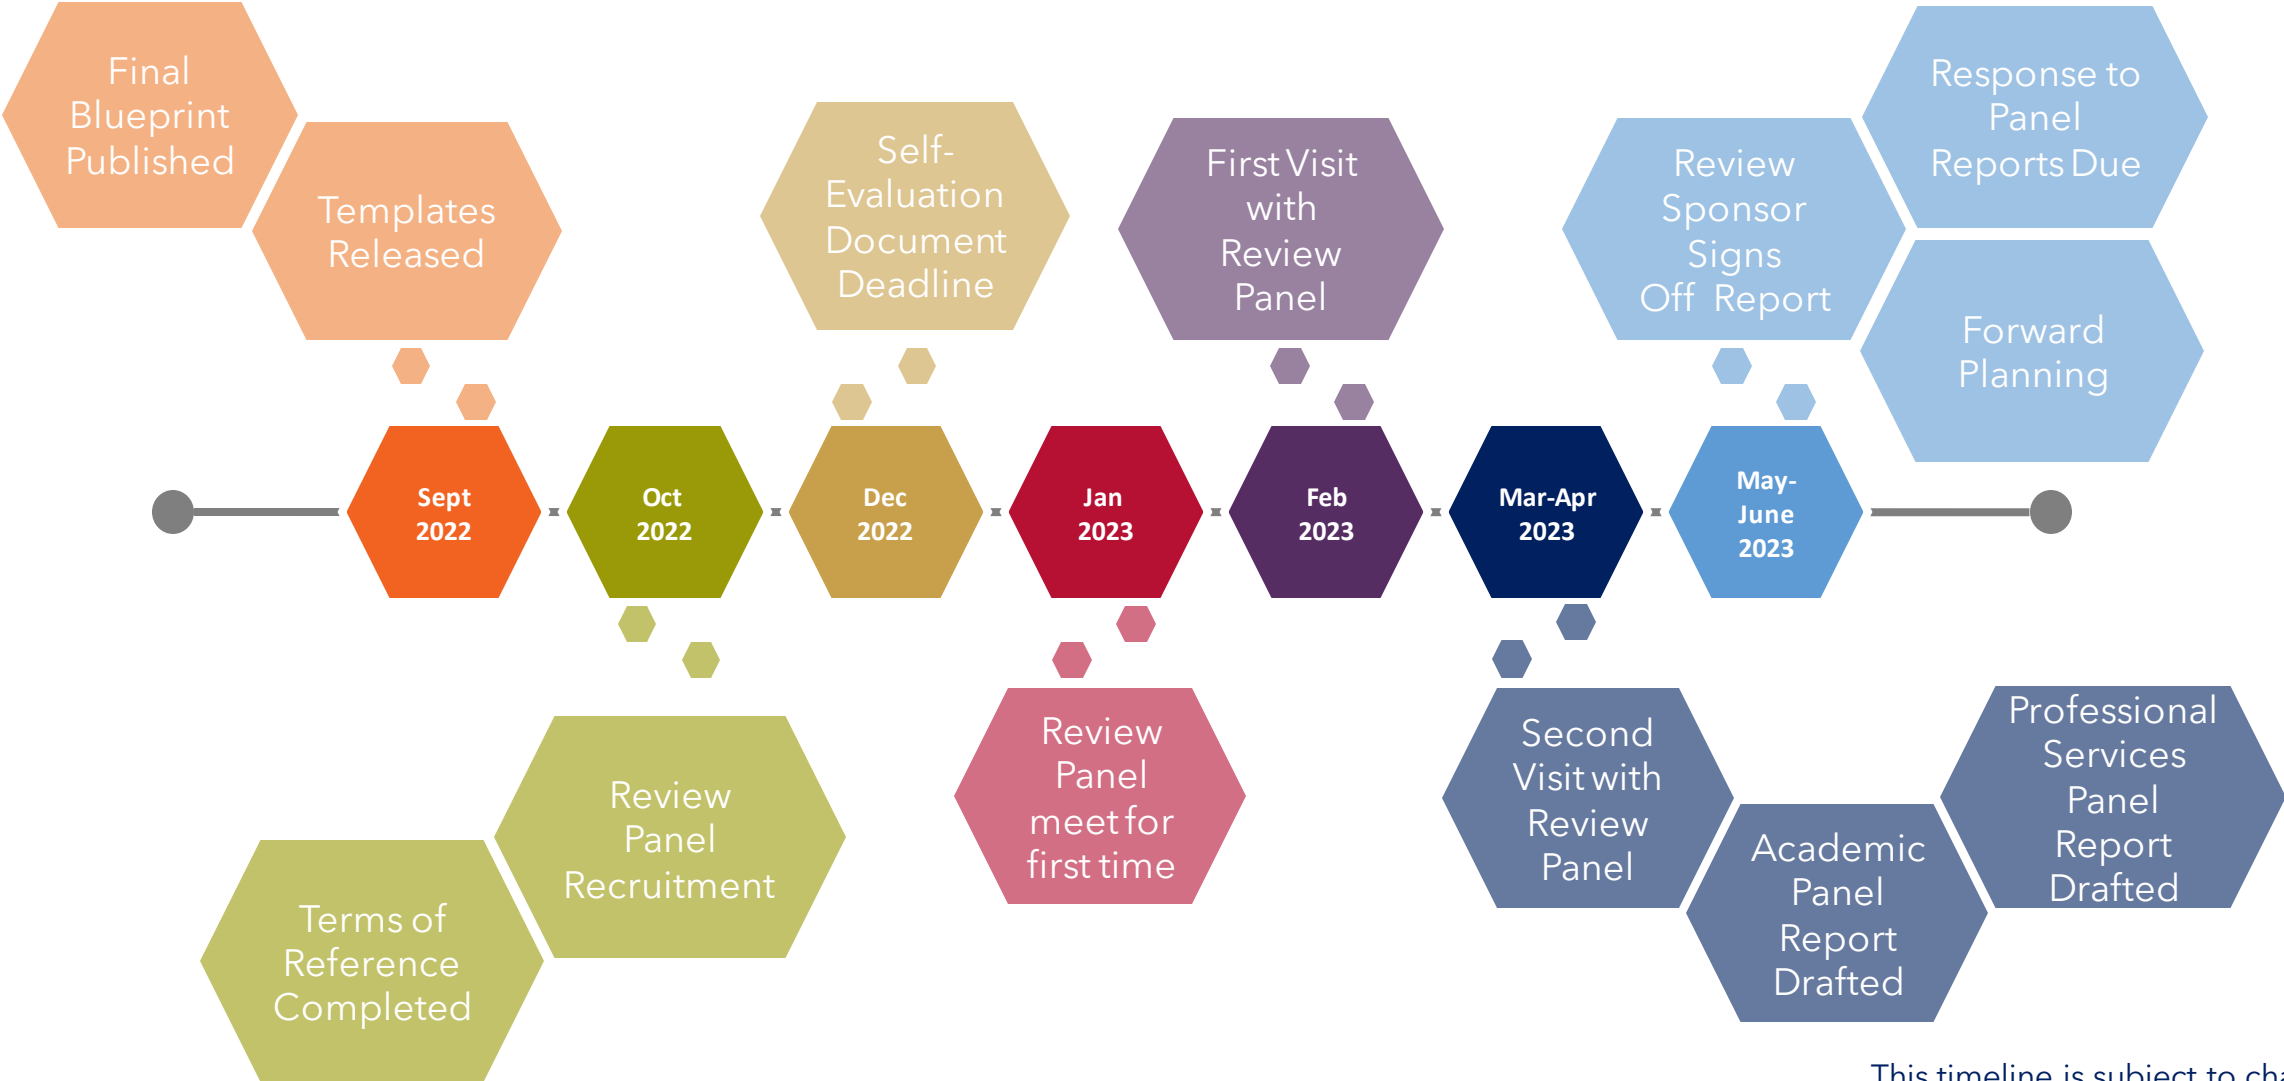 Final
Blueprint
Published
Templates
Released
Self-
Evaluation
Document
Deadline
First Visit
with
Review
Panel
Review
Sponsor
Signs
Off Report
Response to
Panel
Reports Due
Forward
Planning
Sept
2022
Oct
2022
Dec
2022
Jan
2023
Feb
2023
Mar-Apr
2023
May-
June
2023
Terms of
Reference
Completed
Review
Panel
Recruitment
Review
Panel
meet for
first time
Second
Visit with
Review
Panel
Academic
Panel
Report
Drafted
Professional
Services
Panel
Report
Drafted
This timeline is subject to